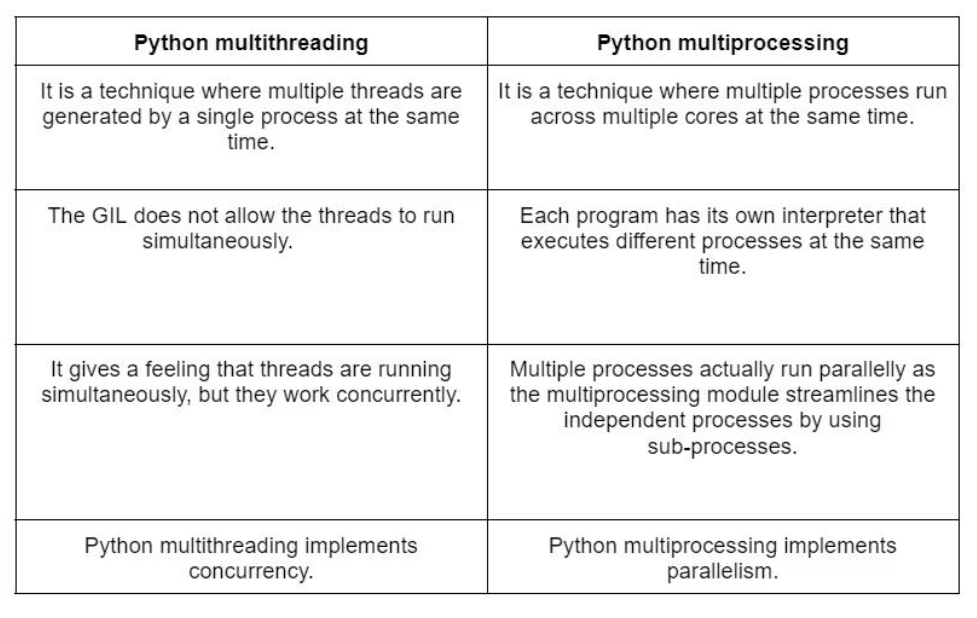 Python multithreading
Python multiprocessing
It is a technique where multiple threads are
generated by a single process at the same
time.
It is a technique where multiple processes run
across multiple cores at the same time.
The GIL does not allow the threads to run
simultaneously.
Each program has its own interpreter that
executes different processes at the same
time.
It gives a feeling that threads are running
simultaneously, but they work concurrently.
Multiple processes actually run parallelly as
the multiprocessing module streamlines the
independent processes by using
sub-processes.
Python multithreading implements
concurrency.
Python multiprocessing implements
parallelism.